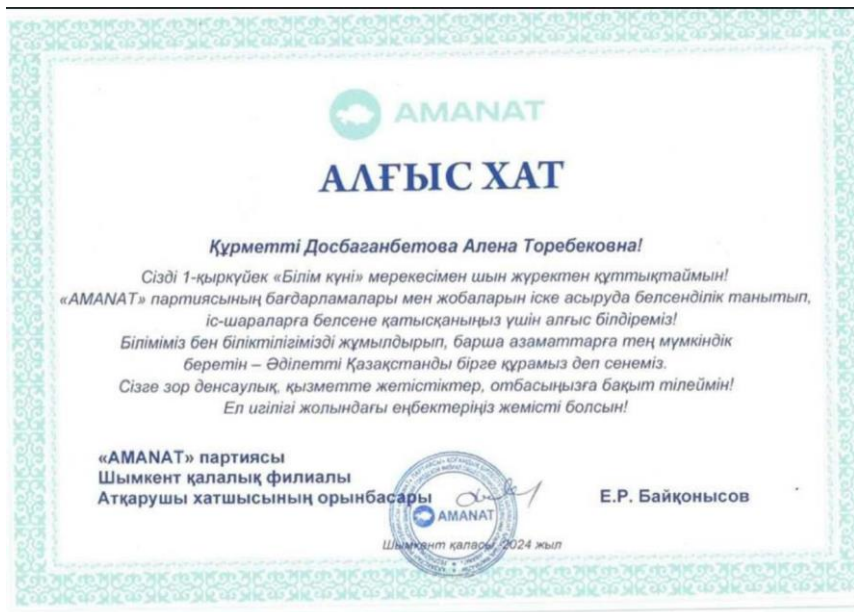 AMANAT
АЛҒЫС ХАТ
Құрметті Досбаганбетова Алена Торебековна!
Сізді 1-қыркүйек «Білім күні» мерекесімен шын жүректен құттықтаймын!
«AMANAT» партиясының бағдарламалары мен жобаларын іске асыруда белсенділік танытып,
іс-шараларға белсене қатысқаныңыз үшін алғыс білдіреміз!
Біліміміз бен біліктілігімізді жұмылдырып, барша азаматтарға тең мүмкіндік
беретін – Әділетті Қазақстанды бірге құрамыз деп сенеміз.
Сізге зор денсаулық, қызметте жетістіктер, отбасыңызға бақыт тілеймін!
Ел игілігі жолындағы еңбектеріңіз жемісті болсын!
«AMANAT» партиясы
Шымкент қалалық филиалы
Атқарушы хатшысының орынбасары
Е.Р. Байқонысов
AMANAT
Шымкент қаласы, 2024 жыл